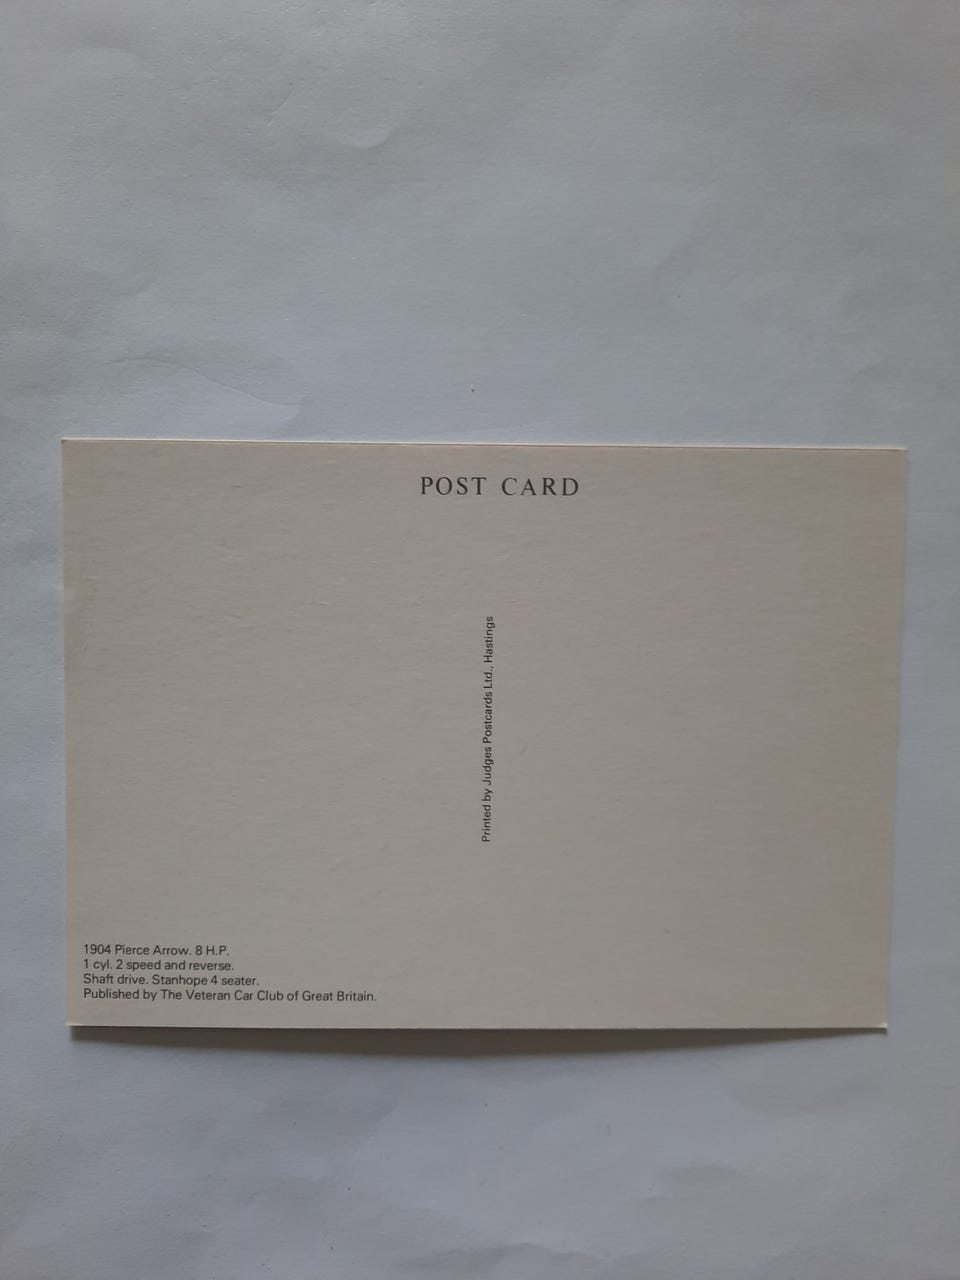 POST CARD
Printed by Judges Postcards Ltd., Hastings
1904 Pierce Arrow. 8 H.P.
1 cyl. 2 speed and reverse.
Shaft drive. Stanhope 4 seater.
Published by The Veteran Car Club of Great Britain.